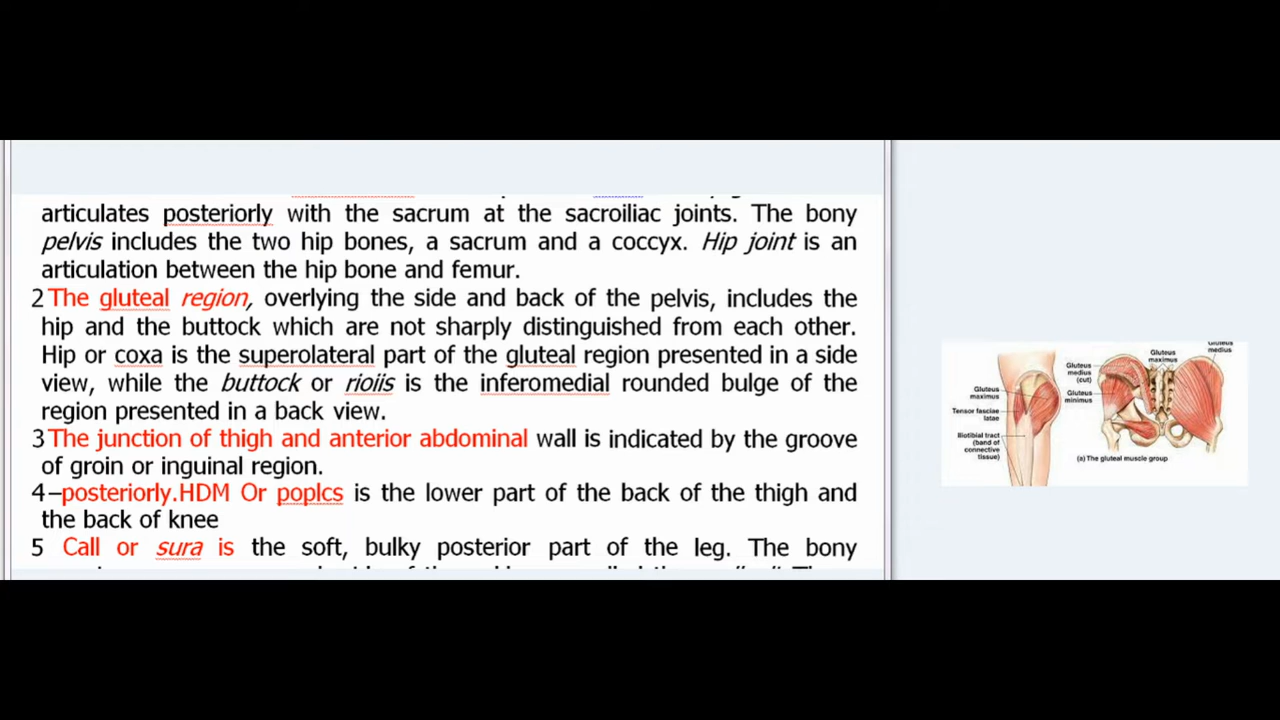 articulates posteriorly with the sacrum at the sacroiliac joints. The bony
pelvis includes the two hip bones, a sacrum and a coccyx. Hip joint is an
articulation between the hip bone and femur.
2 The gluteal region, overlying the side and back of the pelvis, includes the
hip and the buttock which are not sharply distinguished from each other.
Hip or coxa is the superolateral part of the gluteal region presented in a side
view, while the buttock or rioiis is the inferomedial rounded bulge of the
region presented in a back view.
3 The junction of thigh and anterior abdominal wall is indicated by the groove
of groin or inguinal region.
4 –posteriorly.HDM Or poplcs is the lower part of the back of the thigh and
the back of knee
5 Call or sura is the soft, bulky posterior part of the leg. The bony
Gluteus
maximus
Tensor fasciae
latae
Iliotibial tract
(band of
connective
tissue)
Gluteus
medius
(cut)
Gluteus
minimus
Gluteus
maximus
Gluteus
medius
(a) The gluteal muscle group